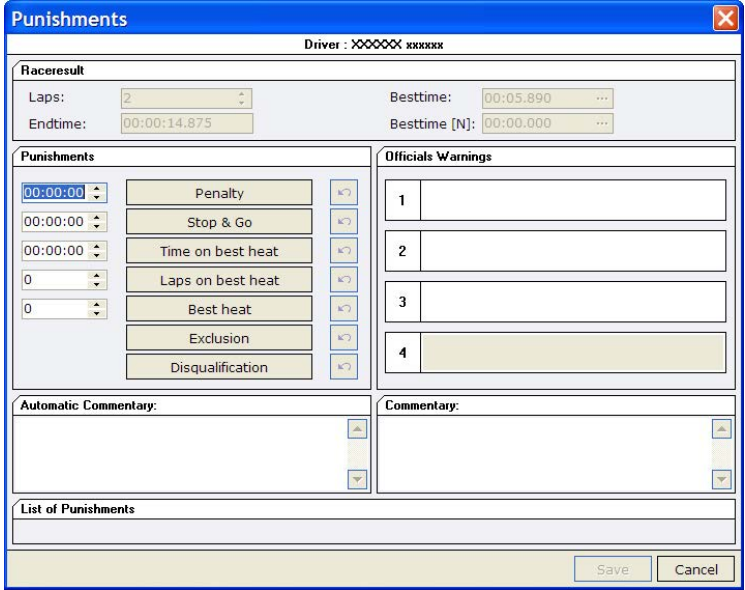 Punishments
Driver : XXXXXX xxxxxx
Raceresult
Laps: 2 Besttime: 00:05.890 ...
Endtime: 00:00:14.875 Besttime [N]: 00:00.000 ...
Punishments
00:00:00 Penalty
00:00:00 Stop & Go
00:00:00 Time on best heat
0 Laps on best heat
0 Best heat
Exclusion
Disqualification
Officials Warnings
1
2
3
4
Automatic Commentary:
Commentary:
List of Punishments
Save Cancel